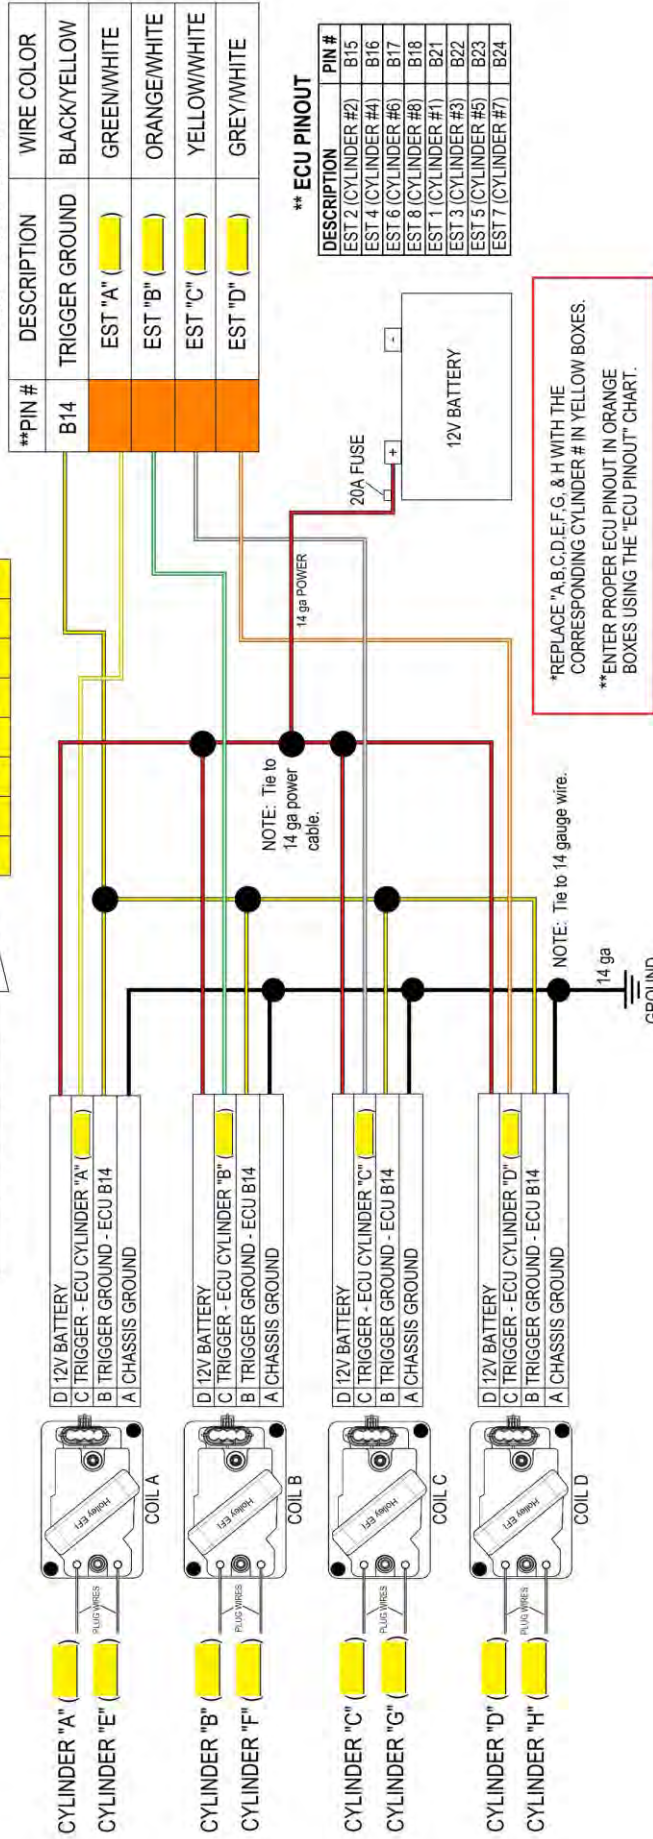 **PIN # DESCRIPTION WIRE COLOR
B14 TRIGGER GROUND BLACK/YELLOW
EST "A" ( ) GREEN/WHITE
EST "B" ( ) ORANGE/WHITE
EST "C" ( ) YELLOW/WHITE
EST "D" ( ) GREY/WHITE
** ECU PINOUT
DESCRIPTION PIN #
EST 2 (CYLINDER #2) B15
EST 4 (CYLINDER #4) B16
EST 6 (CYLINDER #6) B17
EST 8 (CYLINDER #8) B18
EST 1 (CYLINDER #1) B21
EST 3 (CYLINDER #3) B22
EST 5 (CYLINDER #5) B23
EST 7 (CYLINDER #7) B24
20A FUSE
14 ga POWER
+
-
12V BATTERY
*REPLACE "A,B,C,D,E,F,G, & H WITH THE
CORRESPONDING CYLINDER # IN YELLOW BOXES.
**ENTER PROPER ECU PINOUT IN ORANGE
BOXES USING THE "ECU PINOUT" CHART.
NOTE: Tie to
14 ga power
cable.
NOTE: Tie to 14 gauge wire.
14 ga
GROUND
CYLINDER "A" ( )
CYLINDER "E" ( )
PLUG WIRES
Holley EFI
COIL A
D 12V BATTERY
C TRIGGER - ECU CYLINDER "A" ( )
B TRIGGER GROUND - ECU B14
A CHASSIS GROUND
CYLINDER "B" ( )
CYLINDER "F" ( )
PLUG WIRES
Holley EFI
COIL B
D 12V BATTERY
C TRIGGER - ECU CYLINDER "B" ( )
B TRIGGER GROUND - ECU B14
A CHASSIS GROUND
CYLINDER "C" ( )
CYLINDER "G" ( )
PLUG WIRES
Holley EFI
COIL C
D 12V BATTERY
C TRIGGER - ECU CYLINDER "C" ( )
B TRIGGER GROUND - ECU B14
A CHASSIS GROUND
CYLINDER "D" ( )
CYLINDER "H" ( )
PLUG WIRES
Holley EFI
COIL D
D 12V BATTERY
C TRIGGER - ECU CYLINDER "D" ( )
B TRIGGER GROUND - ECU B14
A CHASSIS GROUND